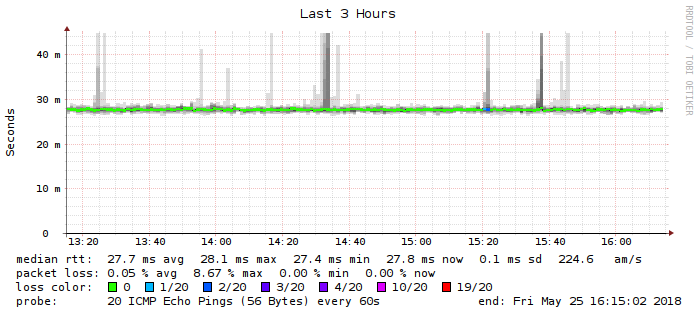 Last 3 Hours
RRDTOOL / TOBI OETIKER
Seconds
40 m
30 m
20 m
10 m
0
13:20 13:40 14:00 14:20 14:40 15:00 15:20 15:40 16:00
median rtt: 27.7 ms avg 28.1 ms max 27.4 ms min 27.8 ms now 0.1 ms sd 224.6 am/s
packet loss: 0.05 % avg 8.67 % max 0.00 % min 0.00 % now
loss color: 0 1/20 2/20 3/20 4/20 10/20 19/20
probe: 20 ICMP Echo Pings (56 Bytes) every 60s end: Fri May 25 16:15:02 2018